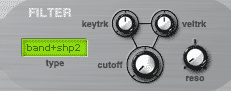 FILTER
keytrk veltrk
band+shp2
type cutoff
reso